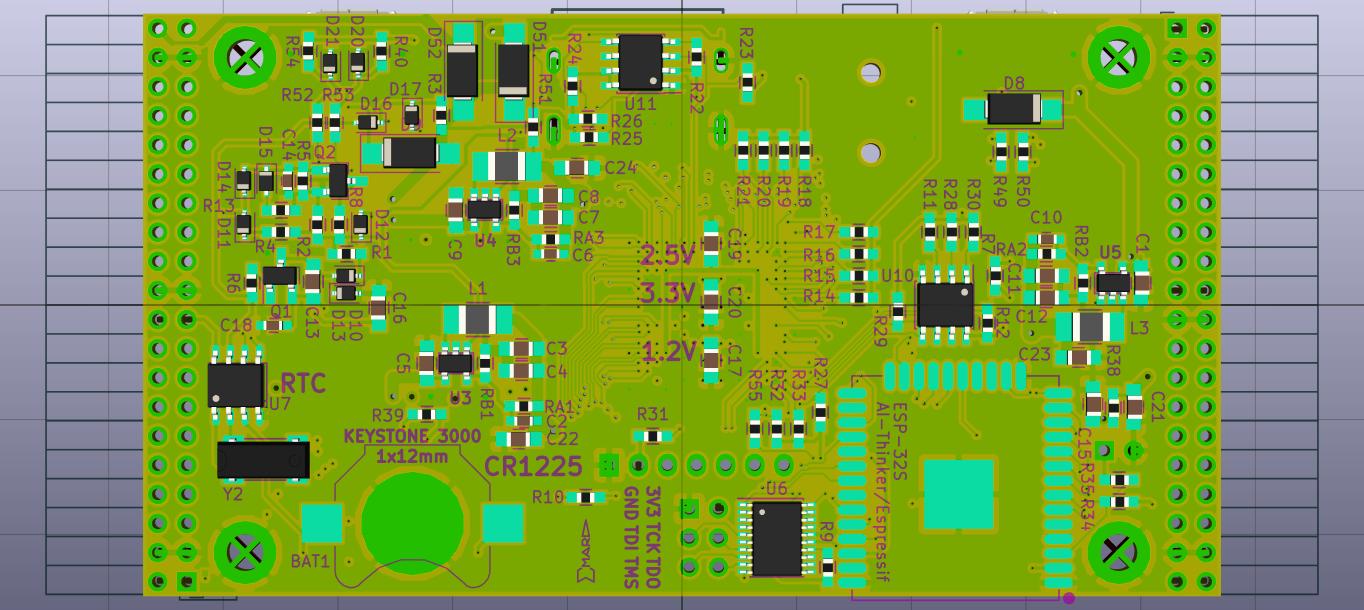 D21
D20
R54
R40
D52
R3
D51
R51
R24
U11
R22
R23
D8
R52
R53
D16
D17
L2
R26
R25
C24
R21
R20
R19
R18
R49
R50
D15
C14
R5
Q2
D14
R13
D11
R4
R2
R8
D12
R1
C9
U4
RB3
C8
C7
RA3
C6
2.5V
3.3V
1.2V
C19
C20
C17
R17
R16
R15
R14
R11
R28
R30
R7
RA2
C10
RB2
U5
C1
U10
C11
C12
R12
R29
L3
C23
R38
R6
Q1
C13
D13
D10
C16
C18
L1
C5
C3
C4
RB1
RA1
C2
C22
RTC
U7
R39
R31
R55
R32
R33
R27
KEYSTONE 3000
1x12mm
CR1225
Y2
BAT1
R10
3V3 TCK TDO
GND TDI TMS
U6
R9
ESP-32S
AI-Thinker/Espressif
C21
C15
R35
R34